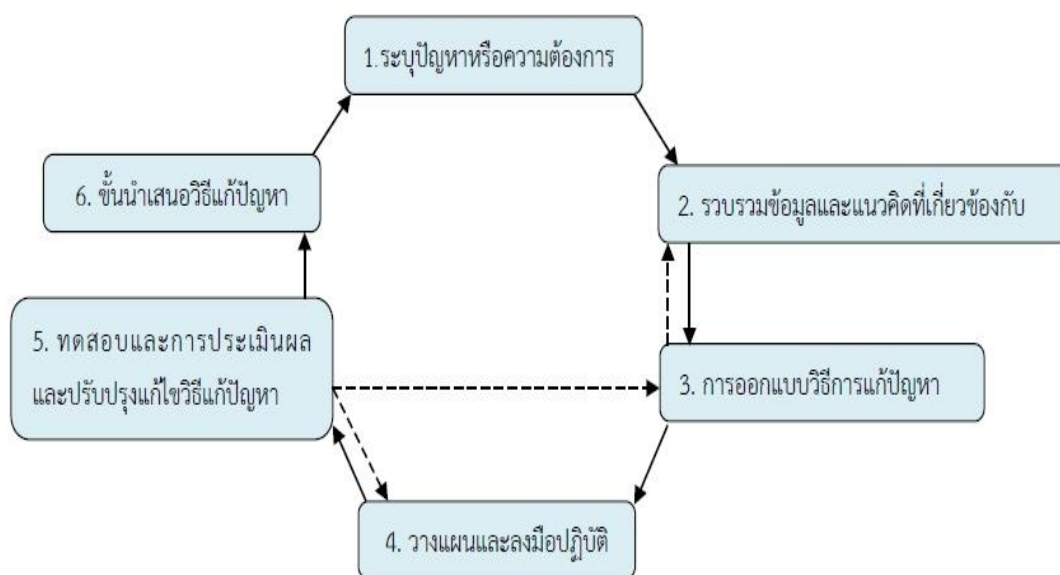 1.ระบุปัญหาหรือความต้องการ
2. รวบรวมข้อมูลและแนวคิดที่เกี่ยวข้องกับ
3. การออกแบบวิธีการแก้ปัญหา
4. วางแผนและลงมือปฏิบัติ
5. ทดสอบและการประเมินผล
และปรับปรุงแก้ไขวิธีแก้ปัญหา
6. ขั้นนำเสนอวิธีแก้ปัญหา